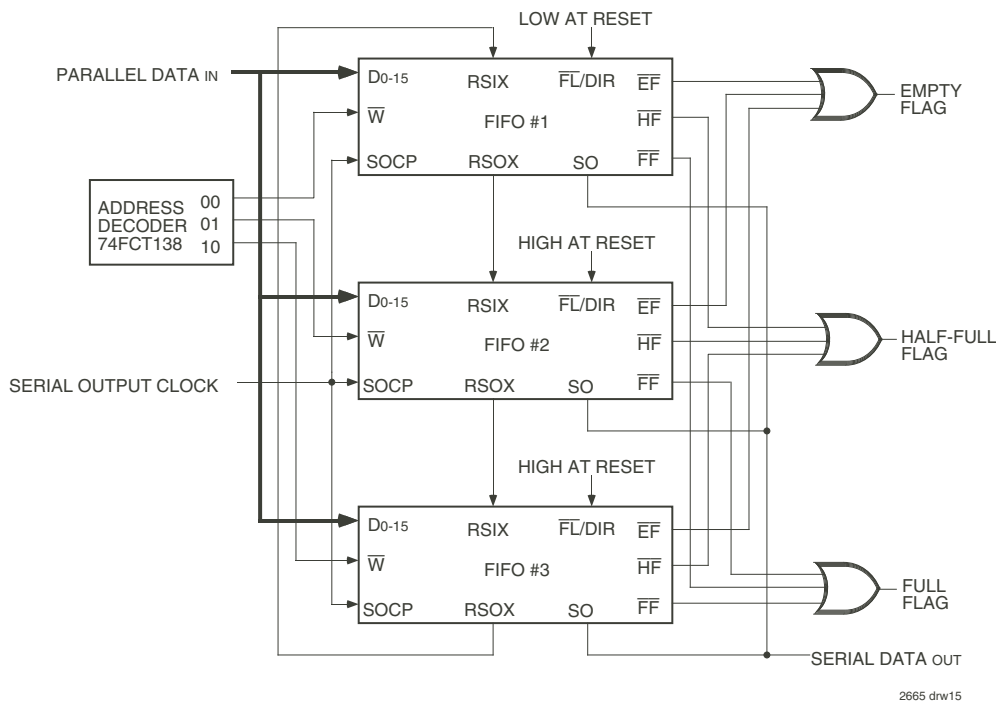 LOW AT RESET
PARALLEL DATA IN
D0-15
RSIX
FL/DIR
EF
W
FIFO #1
HF
SOCP
RSOX
SO
FF
EMPTY
FLAG
ADDRESS 00
DECODER 01
74FCT138 10
HIGH AT RESET
D0-15
RSIX
FL/DIR
EF
W
FIFO #2
HF
SOCP
RSOX
SO
FF
HALF-FULL
FLAG
SERIAL OUTPUT CLOCK
HIGH AT RESET
D0-15
RSIX
FL/DIR
EF
W
FIFO #3
HF
SOCP
RSOX
SO
FF
FULL
FLAG
SERIAL DATA OUT
2665 drw15